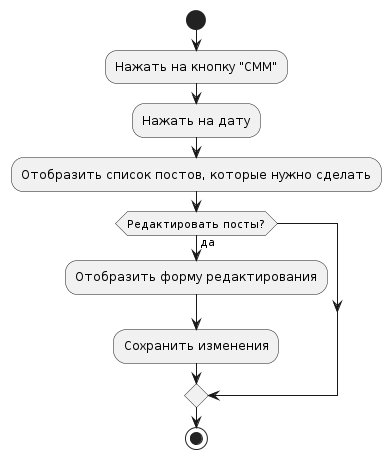 Нажать на кнопку "СММ"
Нажать на дату
Отобразить список постов, которые нужно сделать
Редактировать посты?
да
Отобразить форму редактирования
Сохранить изменения